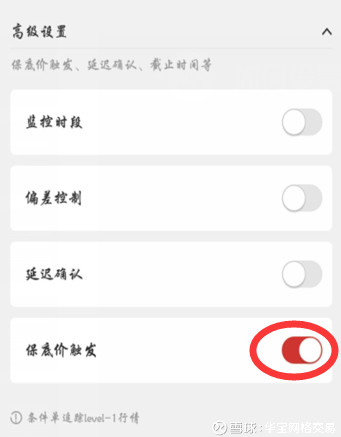 高级设置
保底价触发、延迟确认、截止时间等
监控时段
偏差控制
延迟确认
保底价触发
条件单追踪level-1行情
雪球：华宝网格交易